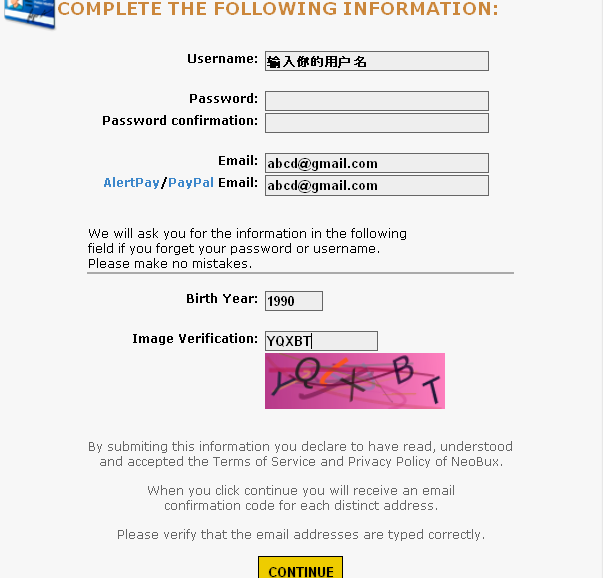 COMPLETE THE FOLLOWING INFORMATION:
Username: 输入你的用户名
Password:
Password confirmation:
Email: abcd@gmail.com
AlertPay/PayPal Email: abcd@gmail.com
We will ask you for the information in the following
field if you forget your password or username.
Please make no mistakes.
Birth Year: 1990
Image Verification: YQXBT
YQXBT
By submiting this information you declare to have read, understood
and accepted the Terms of Service and Privacy Policy of NeoBux.
When you click continue you will receive an email
confirmation code for each distinct address.
Please verify that the email addresses are typed correctly.
CONTINUE